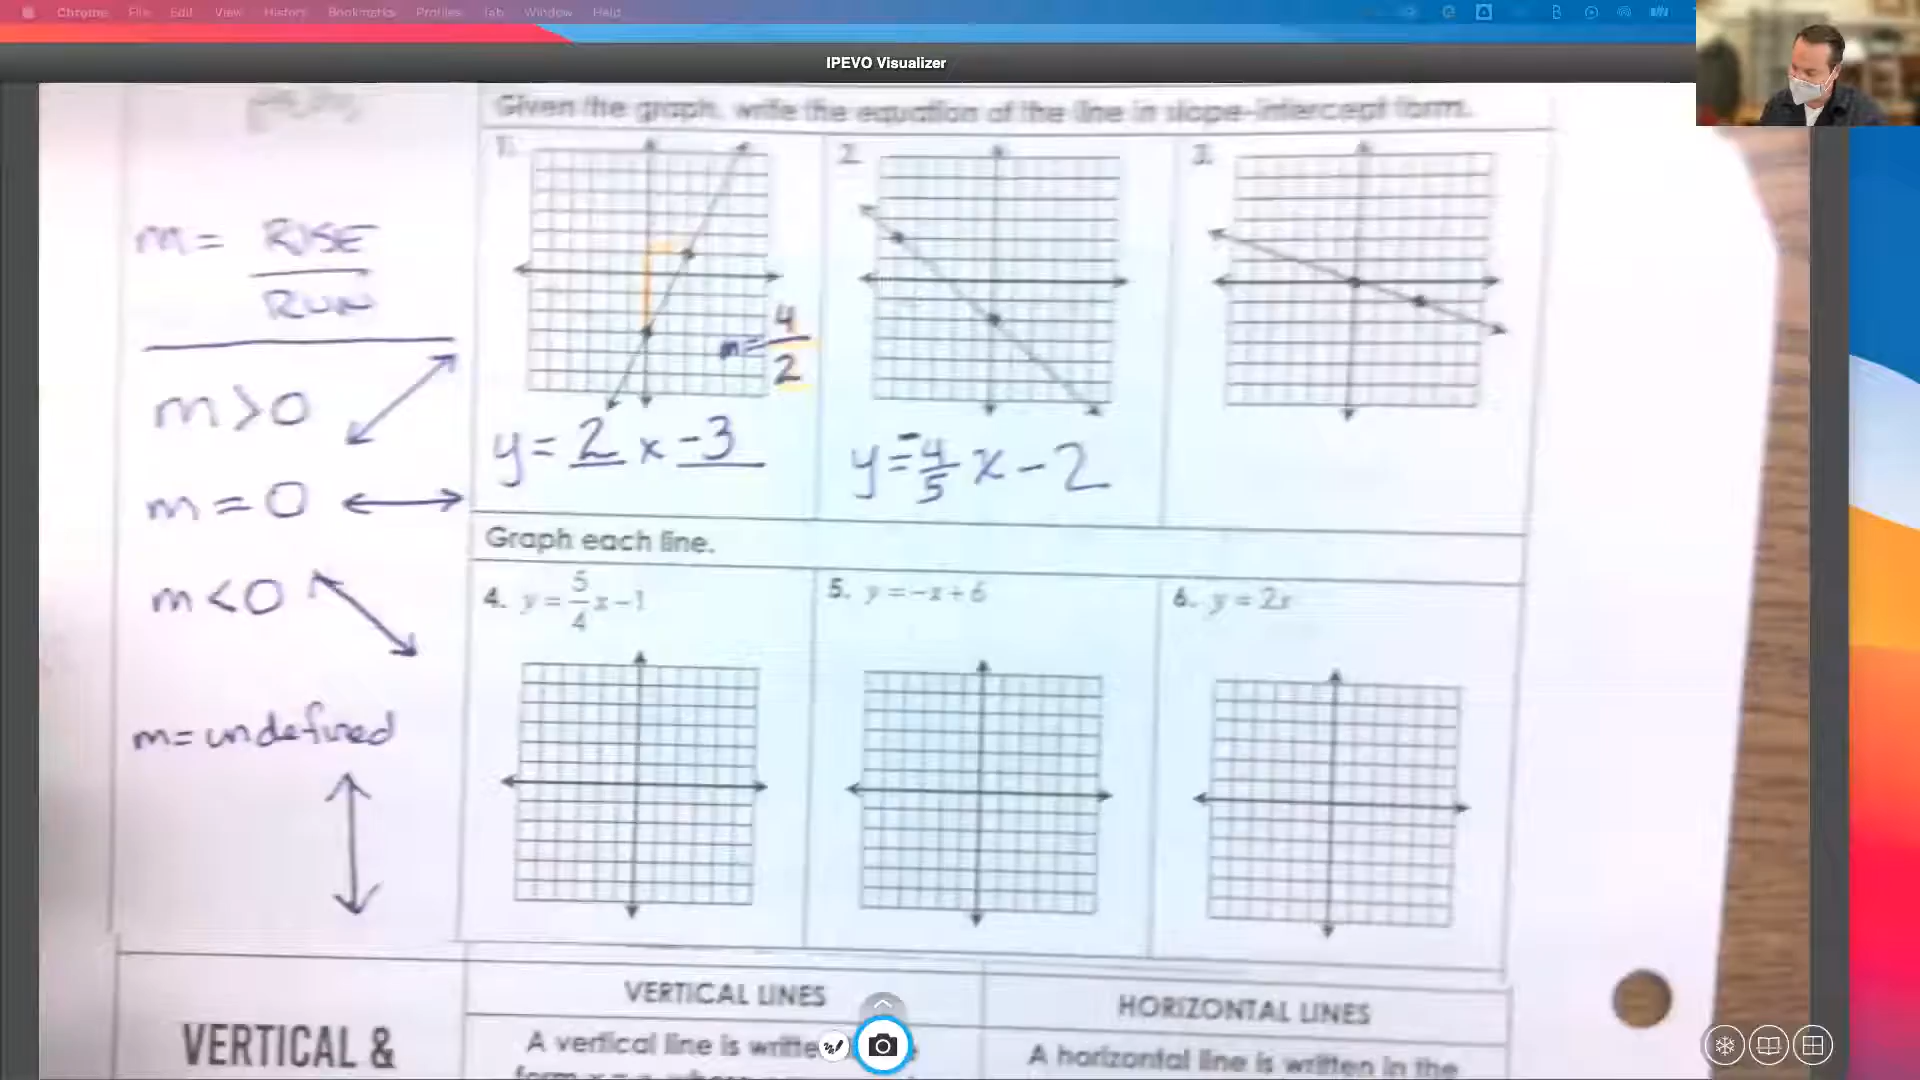 Chrome File Edit View History Bookmarks Profiles Tab Window Help
IPEVO Visualizer
Given the graph, write the equation of the line in slope-intercept form.
1.
2.
3.
m = RISE
RUN
m = 4
2
m > 0
y = 2 x - 3
y = -4/5 x - 2
m = 0
Graph each line.
m < 0
4. y = 5/4 x - 1
5. y = -x + 6
6. y = 2x
m = undefined
VERTICAL LINES
HORIZONTAL LINES
VERTICAL &
A vertical line is
A horizontal line is written in the
form